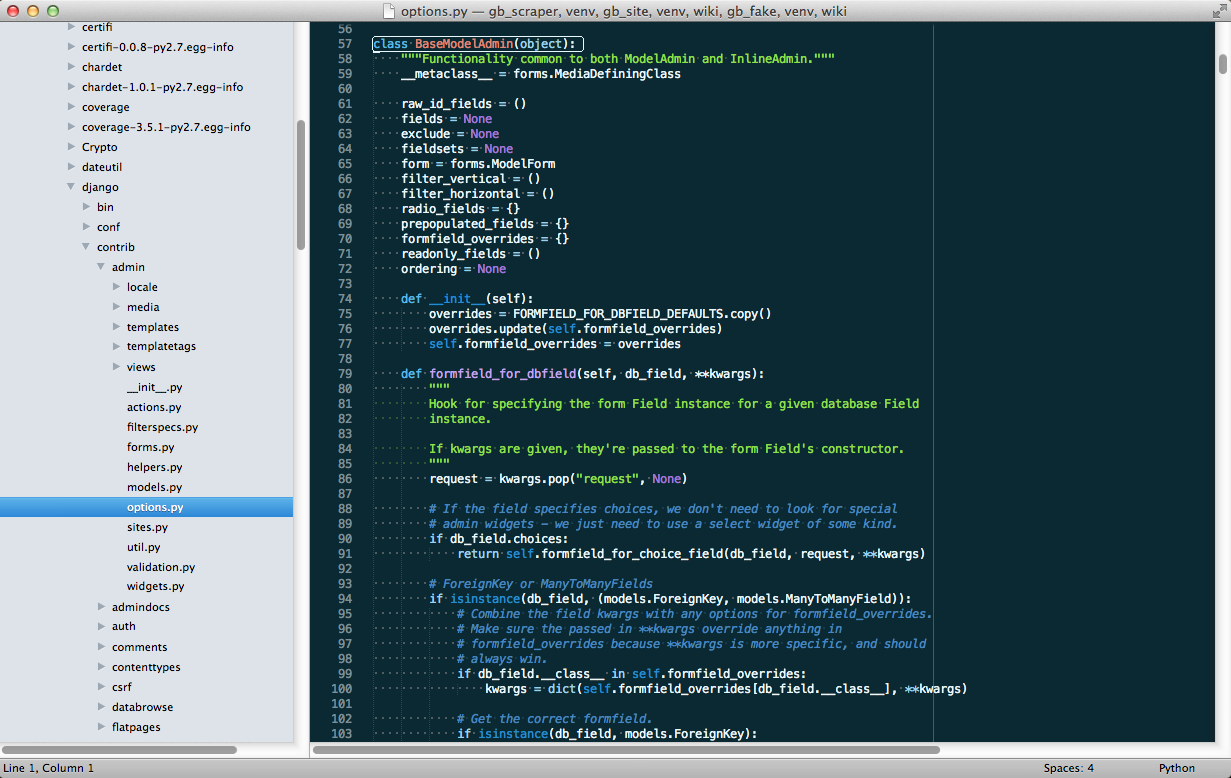 options.py — gb_scraper, venv, gb_site, venv, wiki, gb_fake, venv, wiki
certifi
certifi-0.0.8-py2.7.egg-info
chardet
chardet-1.0.1-py2.7.egg-info
coverage
coverage-3.5.1-py2.7.egg-info
Crypto
dateutil
django
bin
conf
contrib
admin
locale
media
templates
templatetags
views
__init__.py
actions.py
filterspecs.py
forms.py
helpers.py
models.py
options.py
sites.py
util.py
validation.py
widgets.py
admindocs
auth
comments
contenttypes
csrf
databrowse
flatpages
56
57 class BaseModelAdmin(object):
58     """Functionality common to both ModelAdmin and InlineAdmin."""
59     __metaclass__ = forms.MediaDefiningClass
60
61     raw_id_fields = ()
62     fields = None
63     exclude = None
64     fieldsets = None
65     form = forms.ModelForm
66     filter_vertical = ()
67     filter_horizontal = ()
68     radio_fields = {}
69     prepopulated_fields = {}
70     formfield_overrides = {}
71     readonly_fields = ()
72     ordering = None
73
74     def __init__(self):
75         overrides = FORMFIELD_FOR_DBFIELD_DEFAULTS.copy()
76         overrides.update(self.formfield_overrides)
77         self.formfield_overrides = overrides
78
79     def formfield_for_dbfield(self, db_field, **kwargs):
80         """
81         Hook for specifying the form Field instance for a given database Field
82         instance.
83
84         If kwargs are given, they're passed to the form Field's constructor.
85         """
86         request = kwargs.pop("request", None)
87
88         # If the field specifies choices, we don't need to look for special
89         # admin widgets - we just need to use a select widget of some kind.
90         if db_field.choices:
91             return self.formfield_for_choice_field(db_field, request, **kwargs)
92
93         # ForeignKey or ManyToManyFields
94         if isinstance(db_field, (models.ForeignKey, models.ManyToManyField)):
95             # Combine the field kwargs with any options for formfield_overrides.
96             # Make sure the passed in **kwargs override anything in
97             # formfield_overrides because **kwargs is more specific, and should
98             # always win.
99             if db_field.__class__ in self.formfield_overrides:
100                 kwargs = dict(self.formfield_overrides[db_field.__class__], **kwargs)
101
102             # Get the correct formfield.
103             if isinstance(db_field, models.ForeignKey):
Line 1, Column 1
Spaces: 4
Python